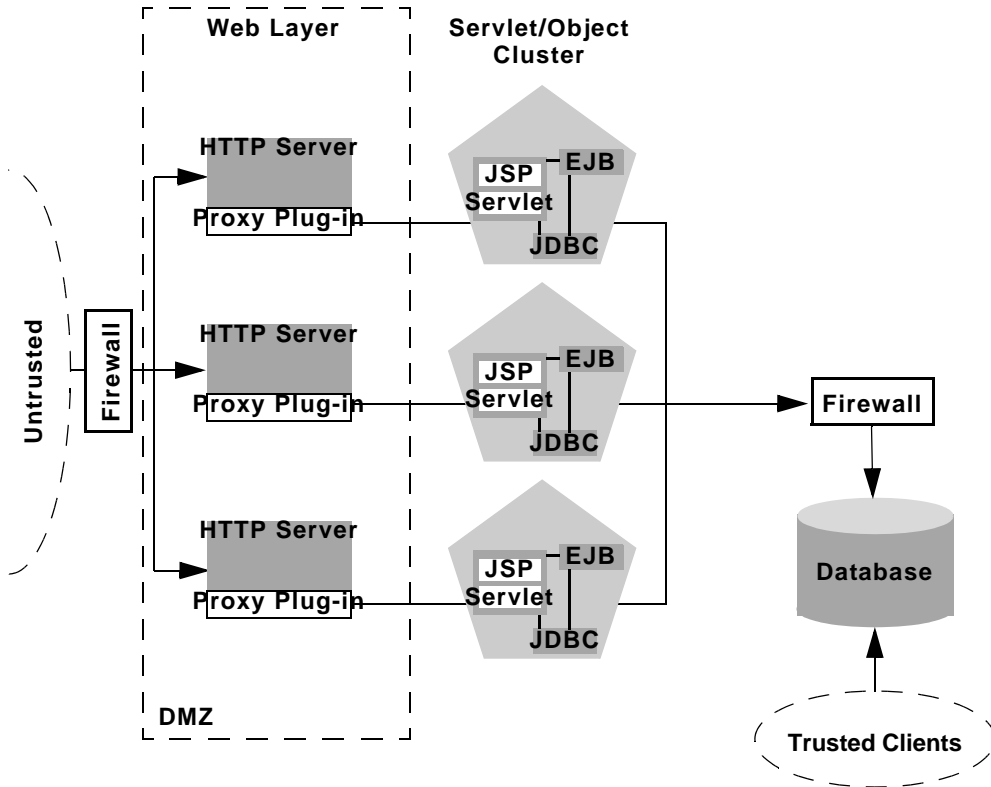 Web Layer
Servlet/Object
Cluster
HTTP Server
Proxy Plug-in
EJB
JSP
Servlet
JDBC
Untrusted
Firewall
HTTP Server
Proxy Plug-in
EJB
JSP
Servlet
JDBC
Firewall
HTTP Server
Proxy Plug-in
EJB
JSP
Servlet
JDBC
Database
DMZ
Trusted Clients